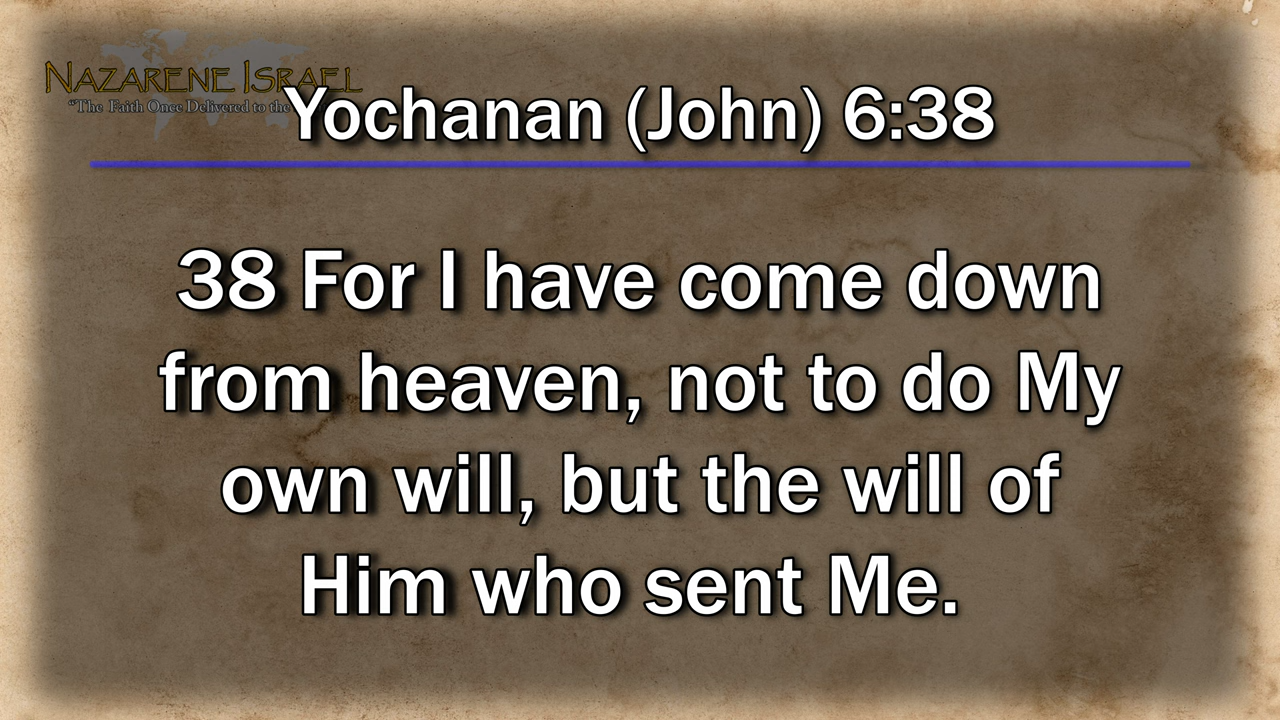 NAZARENE ISRAEL
"The Faith Once Delivered to the
Yochanan (John) 6:38
38 For I have come down
from heaven, not to do My
own will, but the will of
Him who sent Me.